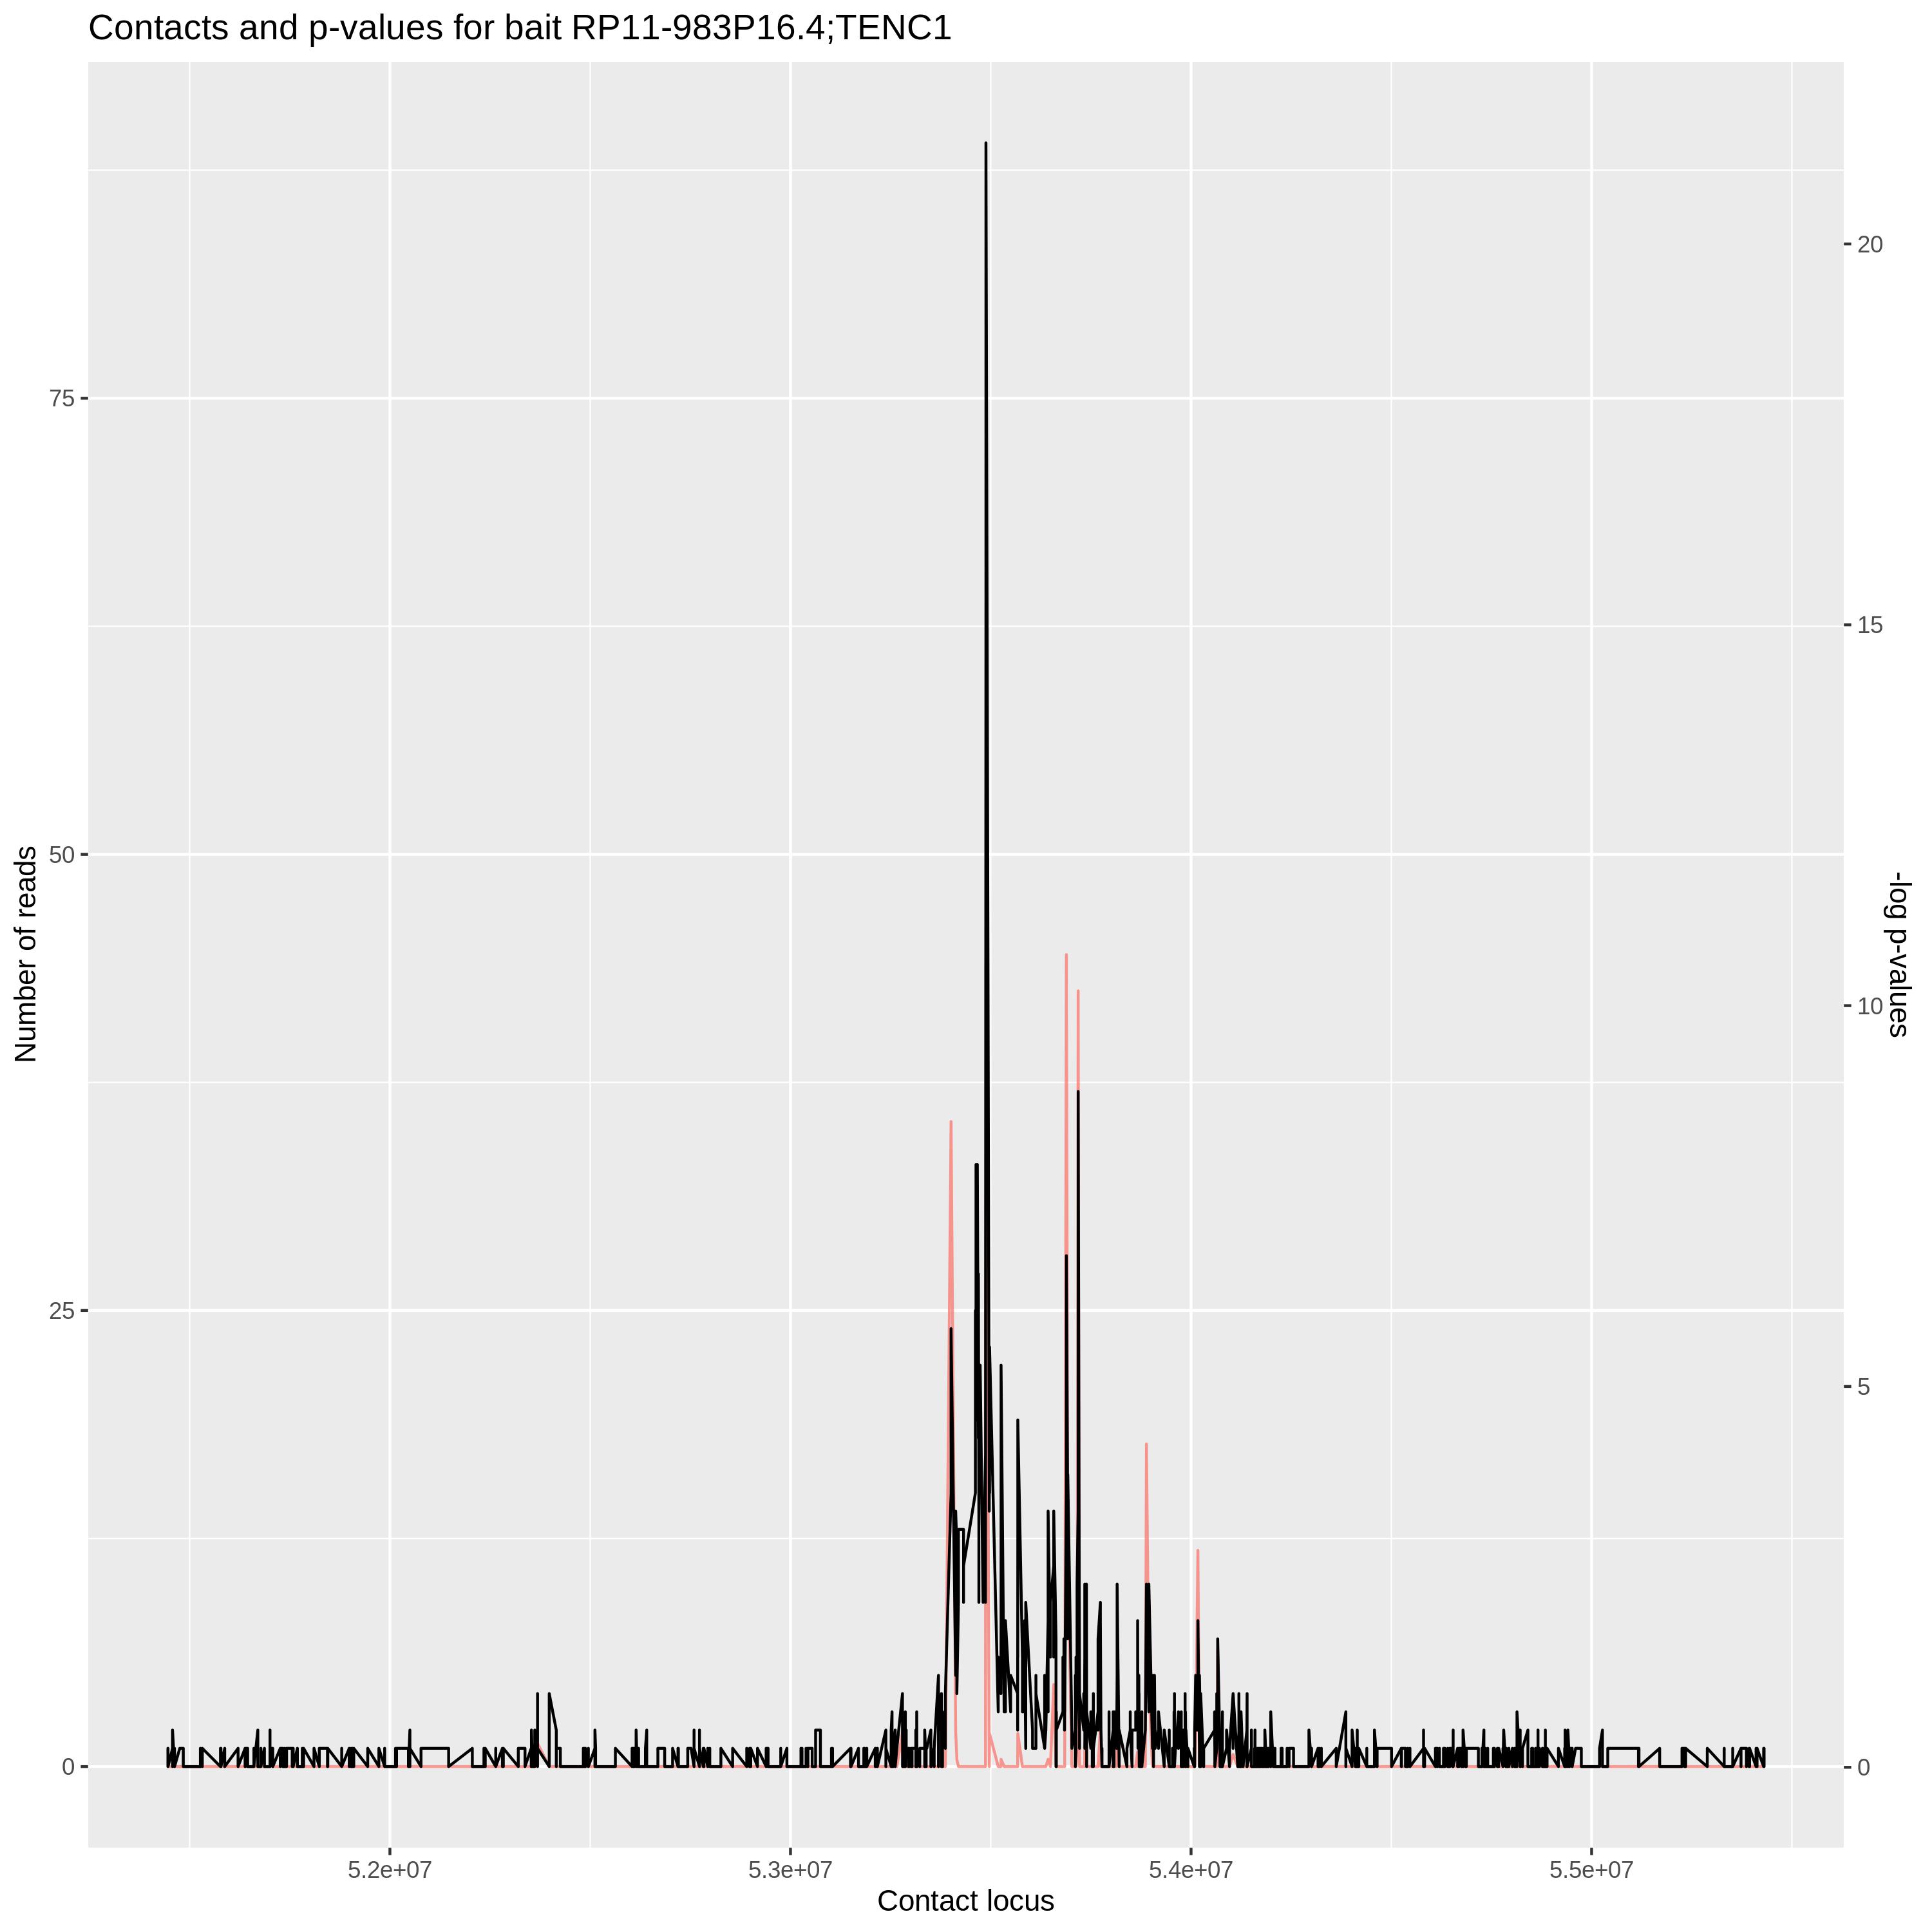 Contacts and p-values for bait RP11-983P16.4;TENC1
Number of reads
75
50
25
0
20
15
10
5
0
-log p-values
5.2e+07 5.3e+07 5.4e+07 5.5e+07
Contact locus